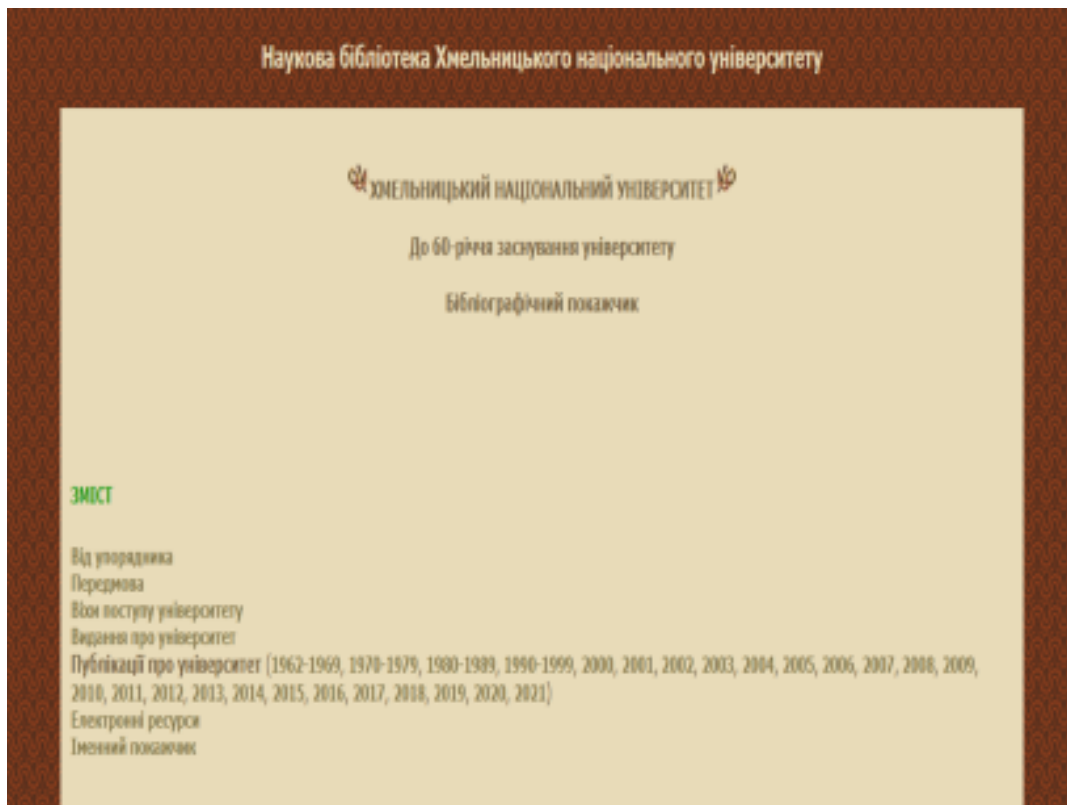 Наукова бібліотека Хмельницького національного університету
ХМЕЛЬНИЦЬКИЙ НАЦІОНАЛЬНИЙ УНІВЕРСИТЕТ
До 60-річчя заснування університету
Бібліографічний покажчик
ЗМІСТ
Від упорядника
Передмова
Віхи поступу університету
Видання про університет
Публікації про університет (1962-1969, 1970-1979, 1980-1989, 1990-1999, 2000, 2001, 2002, 2003, 2004, 2005, 2006, 2007, 2008, 2009,
2010, 2011, 2012, 2013, 2014, 2015, 2016, 2017, 2018, 2019, 2020, 2021)
Електронні ресурси
Іменний покажчик